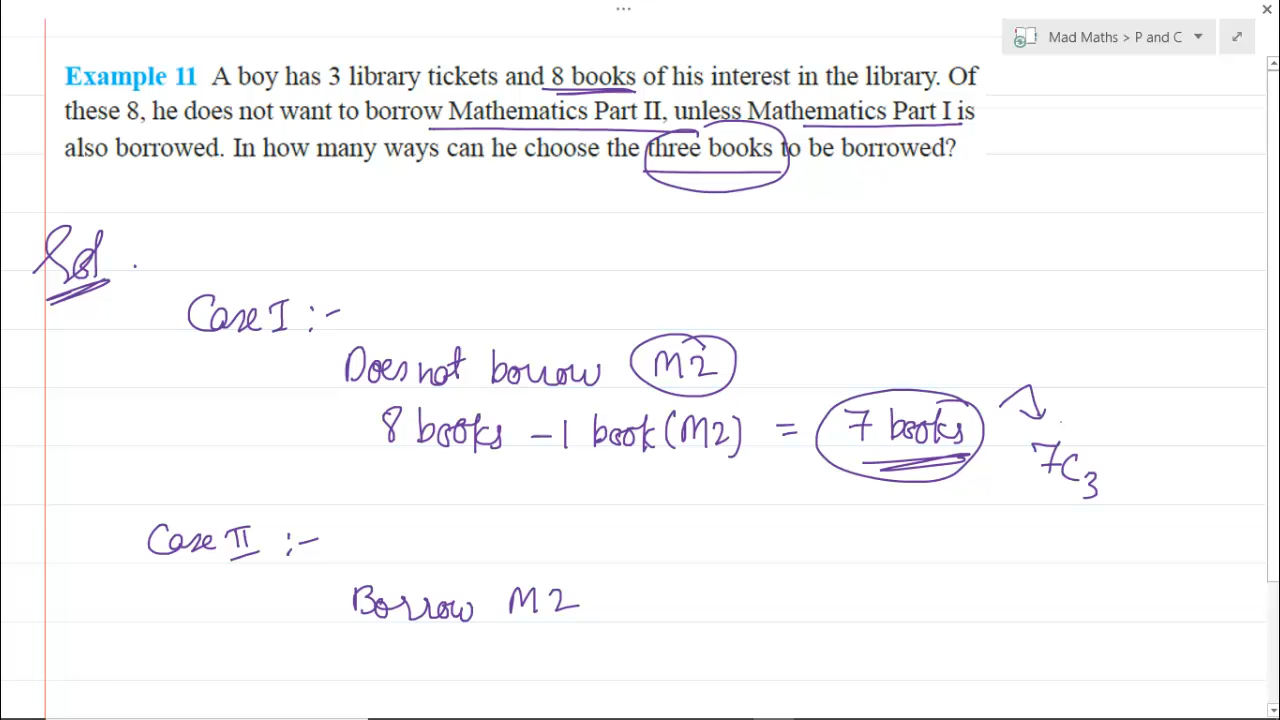 ...
Mad Maths > P and C
Example 11 A boy has 3 library tickets and 8 books of his interest in the library. Of
these 8, he does not want to borrow Mathematics Part II, unless Mathematics Part I is
also borrowed. In how many ways can he choose the three books to be borrowed?
Sol .
Case I :-
Does not borrow M2
8 books - 1 book (M2) = 7 books
7C3
Case II :-
Borrow M2